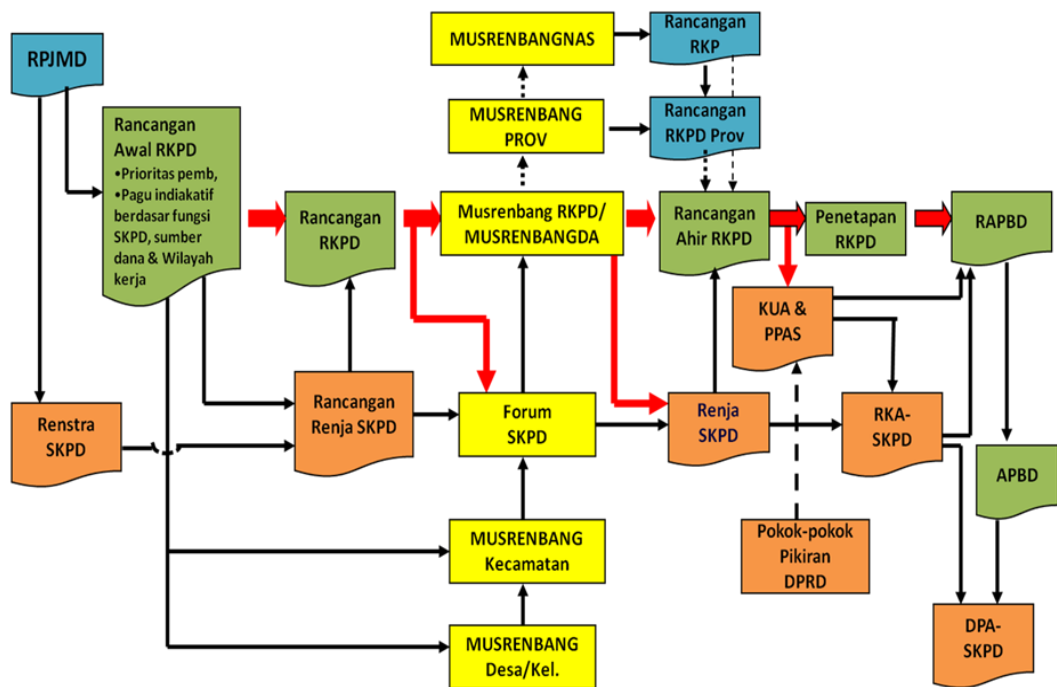 MUSRENBANGNAS
Rancangan
RKP
RPJMD
MUSRENBANG
PROV
Rancangan
RKPD Prov
Rancangan
Awal RKPD
•Prioritas pemb,
•Pagu indiakatif
berdasar fungsi
SKPD, sumber
dana & Wilayah
kerja
Rancangan
RKPD
Musrenbang RKPD/
MUSRENBANGDA
Rancangan
Ahir RKPD
Penetapan
RKPD
RAPBD
KUA &
PPAS
Renstra
SKPD
Rancangan
Renja SKPD
Forum
SKPD
Renja
SKPD
RKA-
SKPD
APBD
MUSRENBANG
Kecamatan
Pokok-pokok
Pikiran
DPRD
MUSRENBANG
Desa/Kel.
DPA-
SKPD